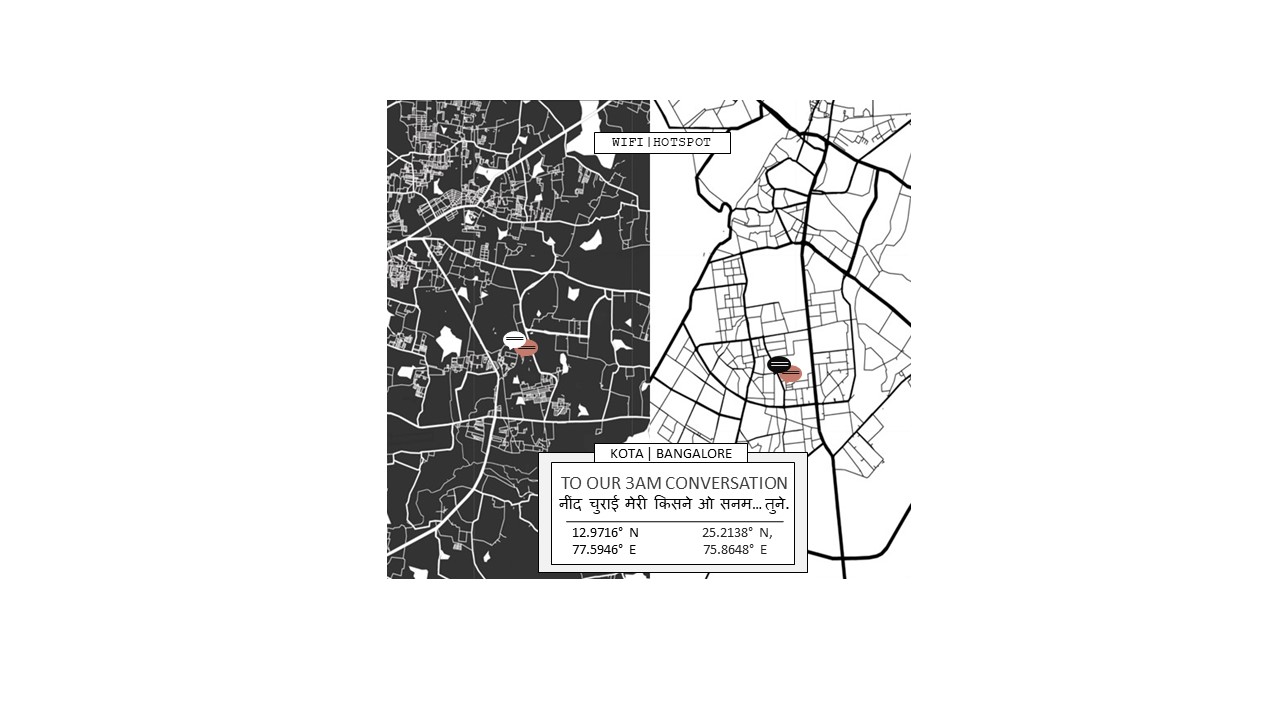 WIFI|HOTSPOT
KOTA | BANGALORE
TO OUR 3AM CONVERSATION
नींद चुराई मेरी किसने ओ सनम... तुने.
12.9716° N 25.2138° N,
77.5946° E 75.8648° E